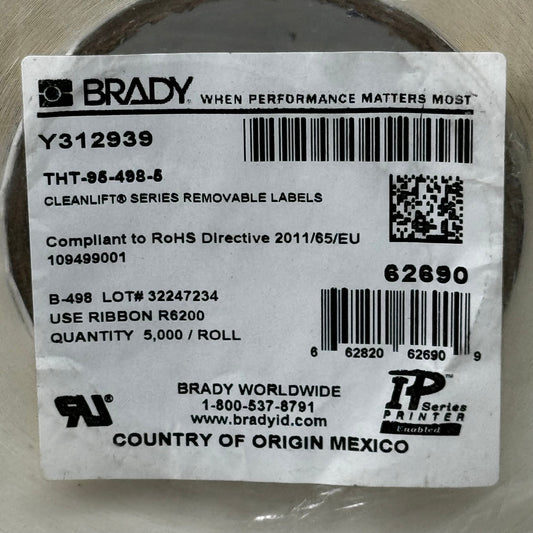 BRADY. WHEN PERFORMANCE MATTERS MOST™
Y312939
THT-95-498-5
CLEANLIFT® SERIES REMOVABLE LABELS
Compliant to RoHS Directive 2011/65/EU
109499001
62690
B-498 LOT# 32247234
USE RIBBON R6200
QUANTITY 5,000 / ROLL
6 62820 62690 9
BRADY WORLDWIDE
1-800-537-8791
www.bradyid.com
IP™ Series
PRINTER
Enabled
COUNTRY OF ORIGIN MEXICO